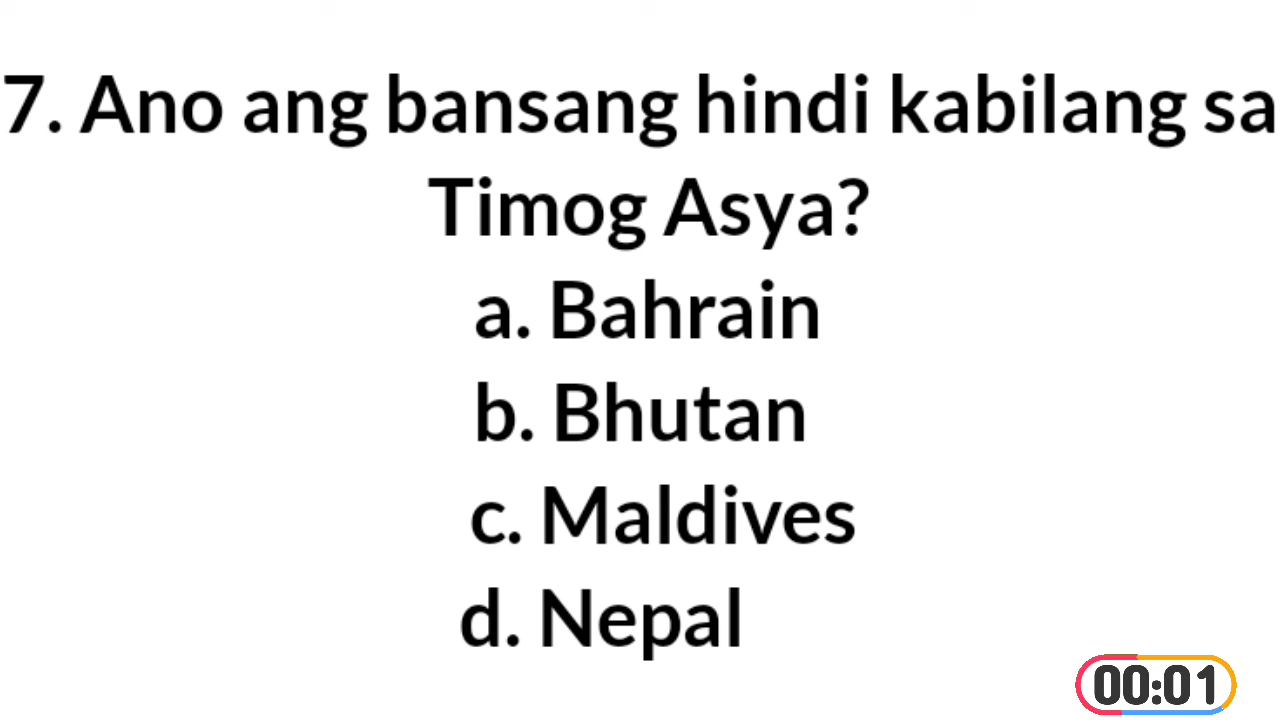 7. Ano ang bansang hindi kabilang sa
Timog Asya?
a. Bahrain
b. Bhutan
c. Maldives
d. Nepal
00:01